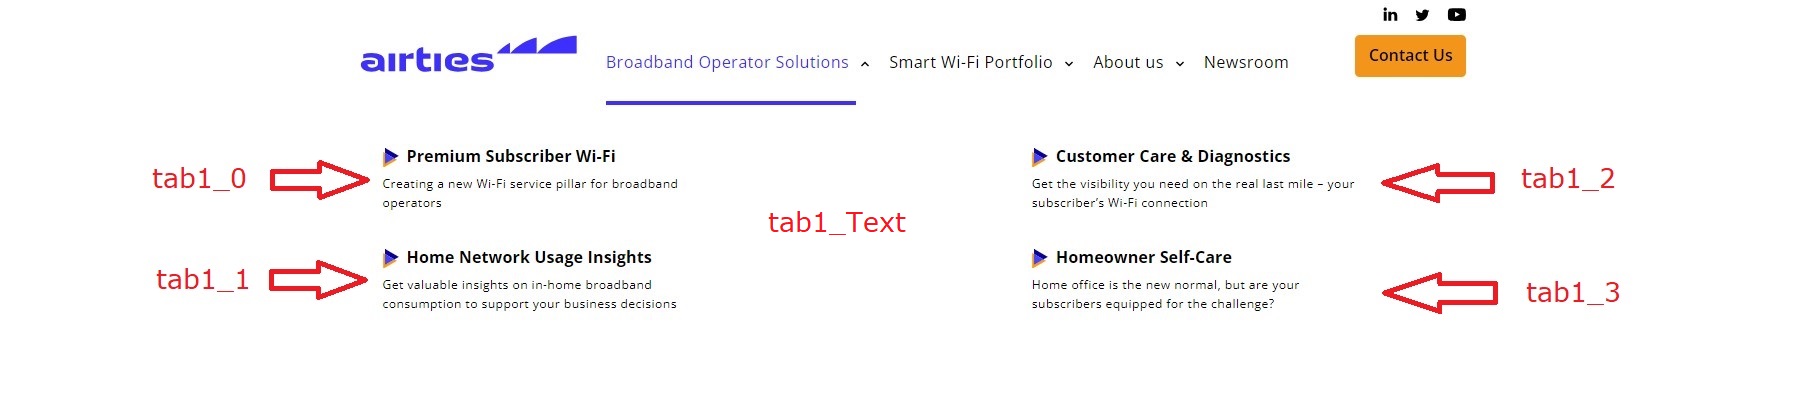 airties
Broadband Operator Solutions
Smart Wi-Fi Portfolio
About us
Newsroom
Contact Us
tab1_0
Premium Subscriber Wi-Fi
Creating a new Wi-Fi service pillar for broadband
operators
tab1_1
Home Network Usage Insights
Get valuable insights on in-home broadband
consumption to support your business decisions
tab1_Text
Customer Care & Diagnostics
Get the visibility you need on the real last mile – your
subscriber’s Wi-Fi connection
tab1_2
Homeowner Self-Care
Home office is the new normal, but are your
subscribers equipped for the challenge?
tab1_3